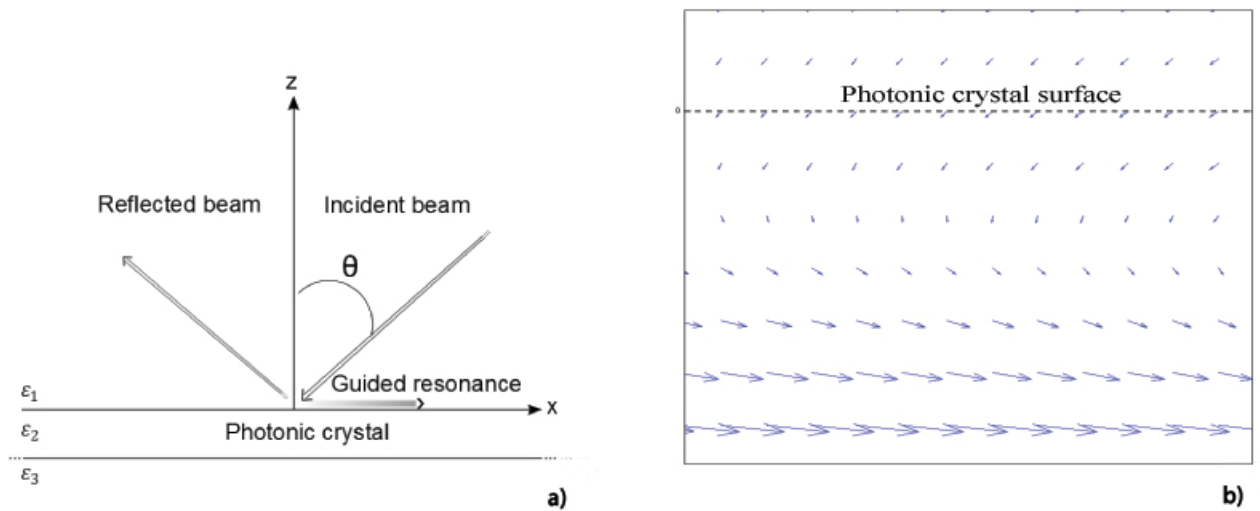 z
Reflected beam
Incident beam
θ
Guided resonance
x
ε1
Photonic crystal
ε2
ε3
a)
Photonic crystal surface
0
b)